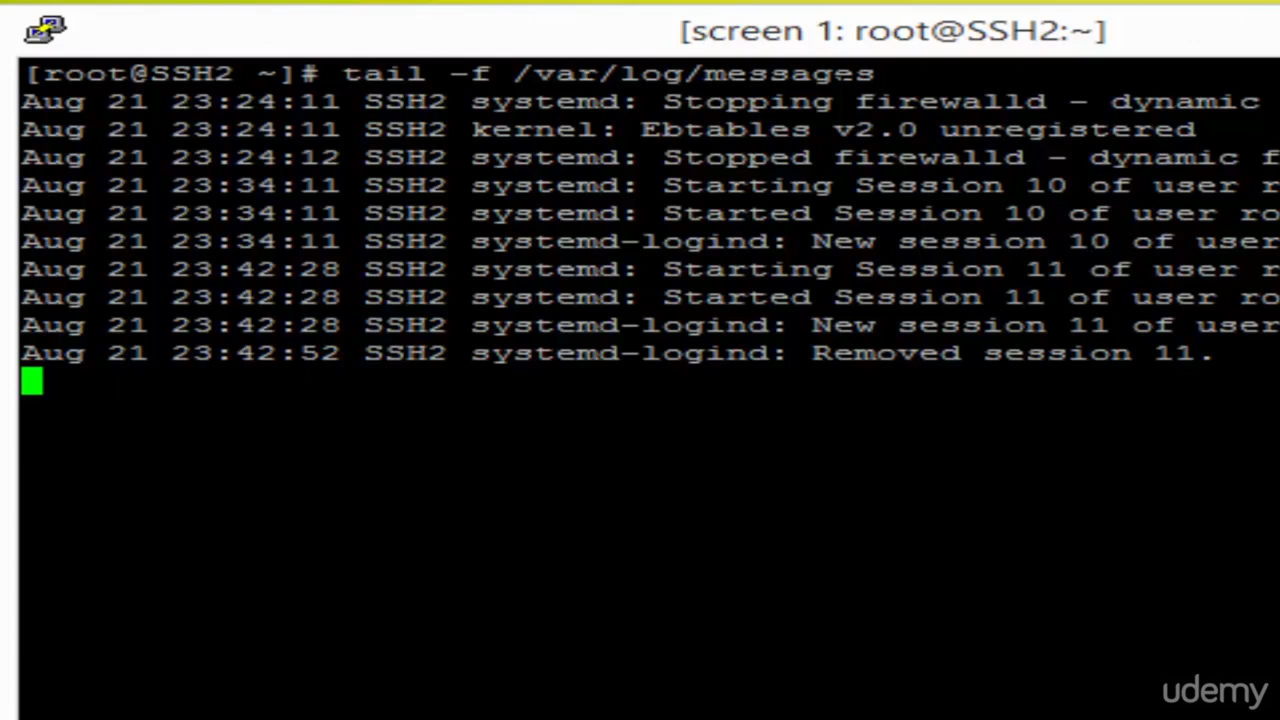 [screen 1: root@SSH2:~]
[root@SSH2 ~]# tail -f /var/log/messages
Aug 21 23:24:11 SSH2 systemd: Stopping firewalld - dynamic
Aug 21 23:24:11 SSH2 kernel: Ebtables v2.0 unregistered
Aug 21 23:24:12 SSH2 systemd: Stopped firewalld - dynamic f
Aug 21 23:34:11 SSH2 systemd: Starting Session 10 of user r
Aug 21 23:34:11 SSH2 systemd: Started Session 10 of user ro
Aug 21 23:34:11 SSH2 systemd-logind: New session 10 of user
Aug 21 23:42:28 SSH2 systemd: Starting Session 11 of user r
Aug 21 23:42:28 SSH2 systemd: Started Session 11 of user ro
Aug 21 23:42:28 SSH2 systemd-logind: New session 11 of user
Aug 21 23:42:52 SSH2 systemd-logind: Removed session 11.
udemy